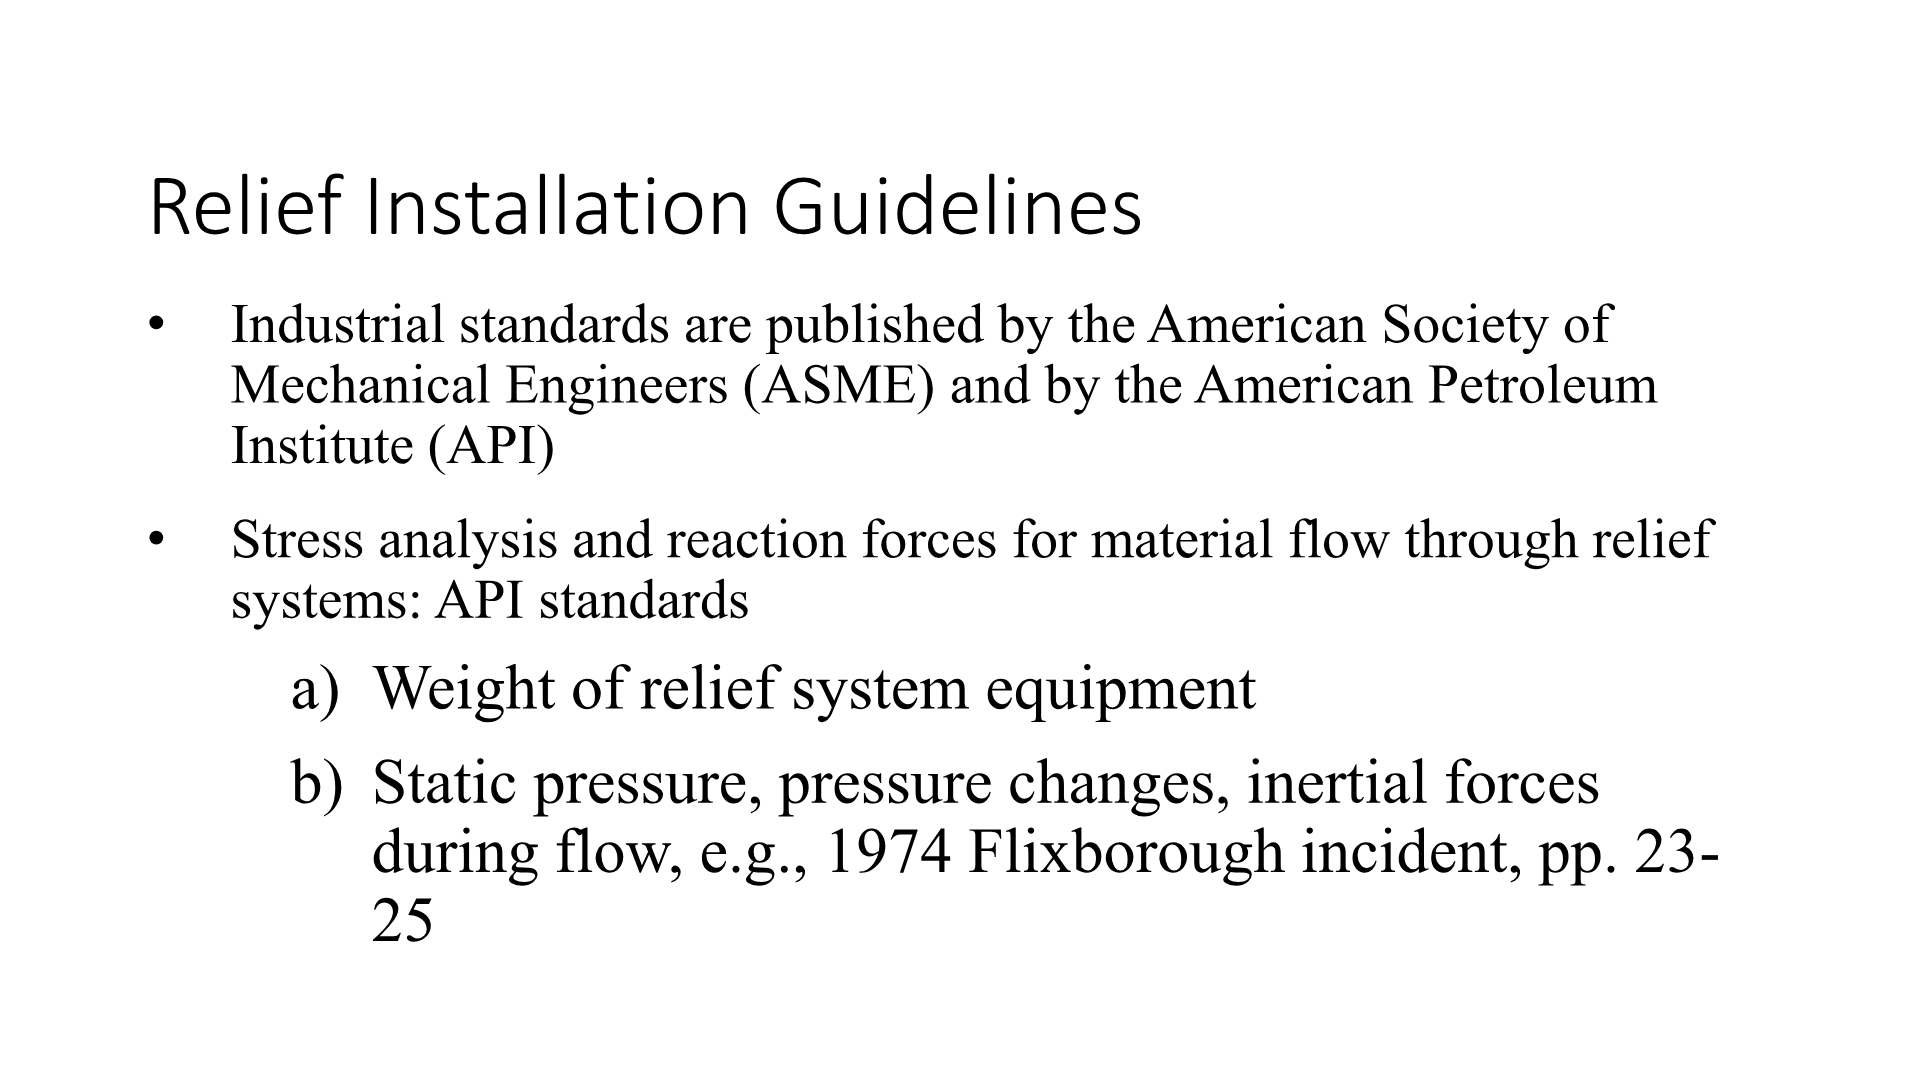 Relief Installation Guidelines
• Industrial standards are published by the American Society of
Mechanical Engineers (ASME) and by the American Petroleum
Institute (API)
• Stress analysis and reaction forces for material flow through relief
systems: API standards
a) Weight of relief system equipment
b) Static pressure, pressure changes, inertial forces
during flow, e.g., 1974 Flixborough incident, pp. 23-
25